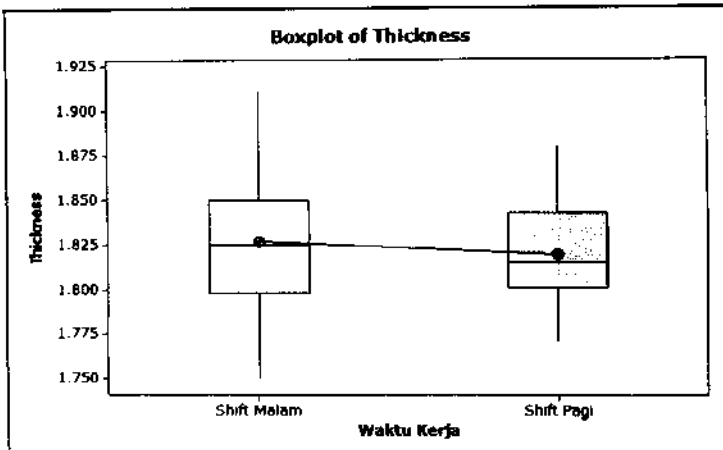 Boxplot of Thickness
Thickness
1.925
1.900
1.875
1.850
1.825
1.800
1.775
1.750
Shift Malam
Shift Pagi
Waktu Kerja